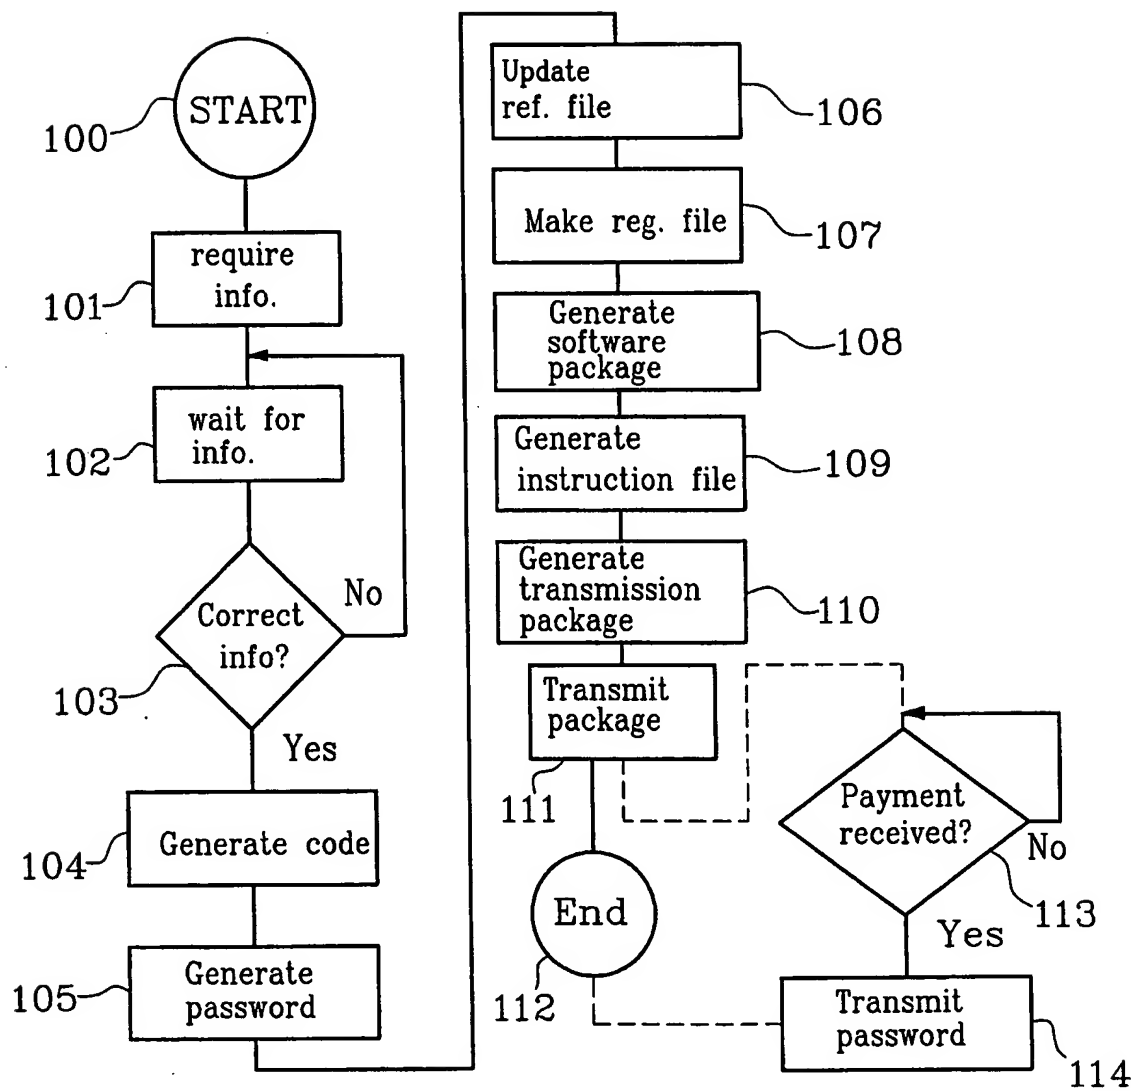 START
100
require
info.
101
wait for
info.
102
No
Correct
info?
103
Yes
Generate code
104
Generate
password
105
Update
ref. file
106
Make reg. file
107
Generate
software
package
108
Generate
instruction file
109
Generate
transmission
package
110
Transmit
package
111
End
112
Payment
received?
No
113
Yes
Transmit
password
114